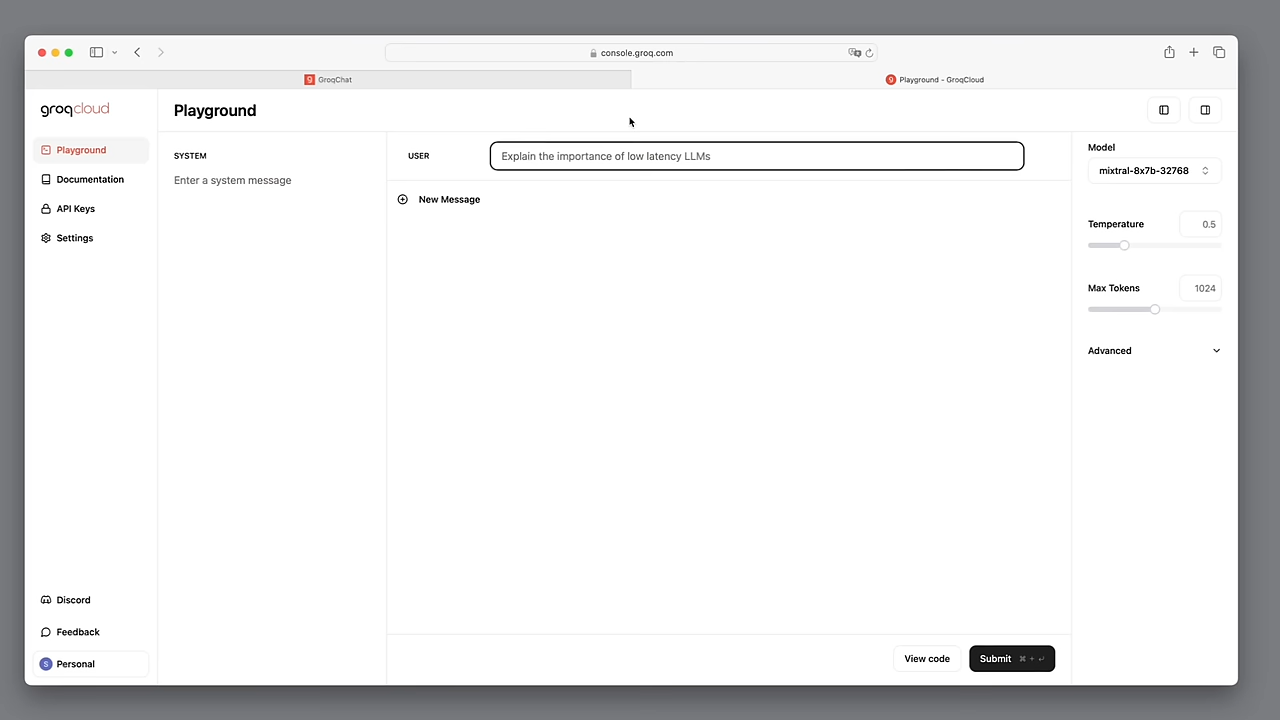 console.groq.com
GroqChat
Playground - GroqCloud
groqcloud
Playground
Documentation
API Keys
Settings
Discord
Feedback
S Personal
Playground
SYSTEM
Enter a system message
USER
Explain the importance of low latency LLMs
New Message
View code
Submit ⌘ + ↵
Model
mixtral-8x7b-32768
Temperature
0.5
Max Tokens
1024
Advanced